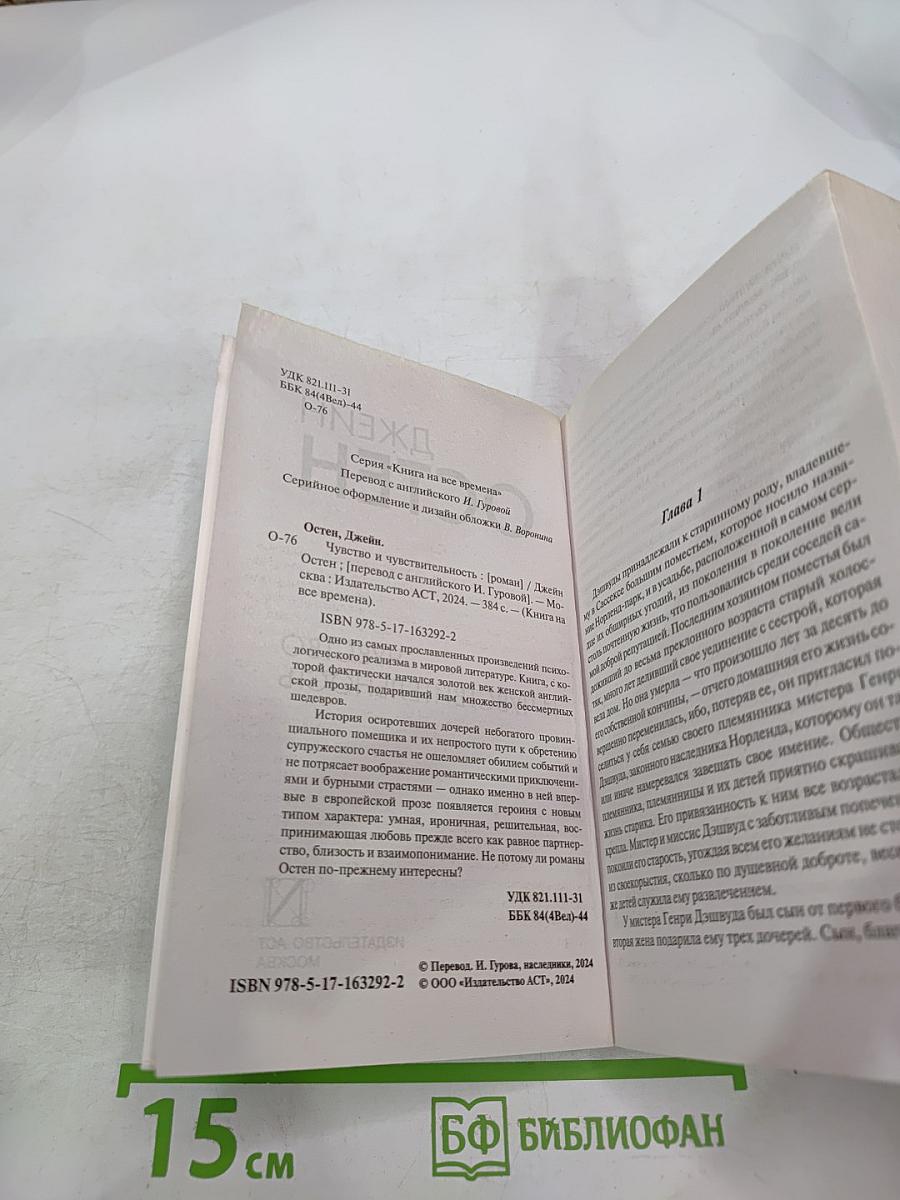 УДК 821.111-31
ББК 84(4Вел)-44
О-76
Серия «Книга на все времена»
Перевод с английского И. Гуровой
Серийное оформление и дизайн обложки В. Воронина
Остен, Джейн.
О-76 Чувство и чувствительность : [роман] / Джейн
Остен ; [перевод с английского И. Гуровой]. — Мо-
сква : Издательство АСТ, 2024. — 384 с. — (Книга на
все времена).
ISBN 978-5-17-163292-2
Одно из самых прославленных произведений психо-
логического реализма в мировой литературе. Книга, с ко-
торой фактически начался золотой век женской англий-
ской прозы, подаривший нам множество бессмертных
шедевров.
История осиротевших дочерей небогатого провин-
циального помещика и их непростого пути к обретению
супружеского счастья не ошеломляет обилием событий и
не потрясает воображение романтическими приключени-
ями и бурными страстями — однако именно в ней впер-
вые в европейской прозе появляется героиня с новым
типом характера: умная, ироничная, решительная, вос-
принимающая любовь прежде всего как равное партнер-
ство, близость и взаимопонимание. Не потому ли романы
Остен по-прежнему интересны?
УДК 821.111-31
ББК 84(4Вел)-44
© Перевод. И. Гурова, наследники, 2024
ISBN 978-5-17-163292-2 © ООО «Издательство АСТ», 2024
Глава 1
Дэшвуды принадлежали к старинному роду, владевше-
му в Сассексе большим поместьем, которое носило назва-
ние Норленд-парк, и в усадьбе, расположенной в самом сер-
дце их обширных угодий, из поколения в поколение вели
столь почтенную жизнь, что пользовались среди соседей са-
мой доброй репутацией. Последним хозяином поместья был
доживший до весьма преклонного возраста старый холос-
тяк, много лет деливший свое уединение с сестрой, которая
вела дом. Но она умерла — что произошло лет за десять до
его собственной кончины, — отчего домашняя его жизнь со-
вершенно переменилась, ибо, потеряв ее, он пригласил по-
селиться у себя семью своего племянника мистера Генри
Дэшвуда, законного наследника Норленда, которому он так
или иначе намеревался завещать свое имение. Общест
племянника, племянницы и их детей приятно скрашива
жизнь старика. Его привязанность к ним все возраста
крепла. Мистер и миссис Дэшвуд с заботливым попече
покоили его старость, угождая всем его желаниям не ст
из своекорыстия, сколько по душевной доброте,
же детей служила ему развлечением.
У мистера Генри Дэшвуда был сын от первого б
вторая жена подарила ему трех дочерей. Сын,
15 см
БФ БИБЛИОФАН